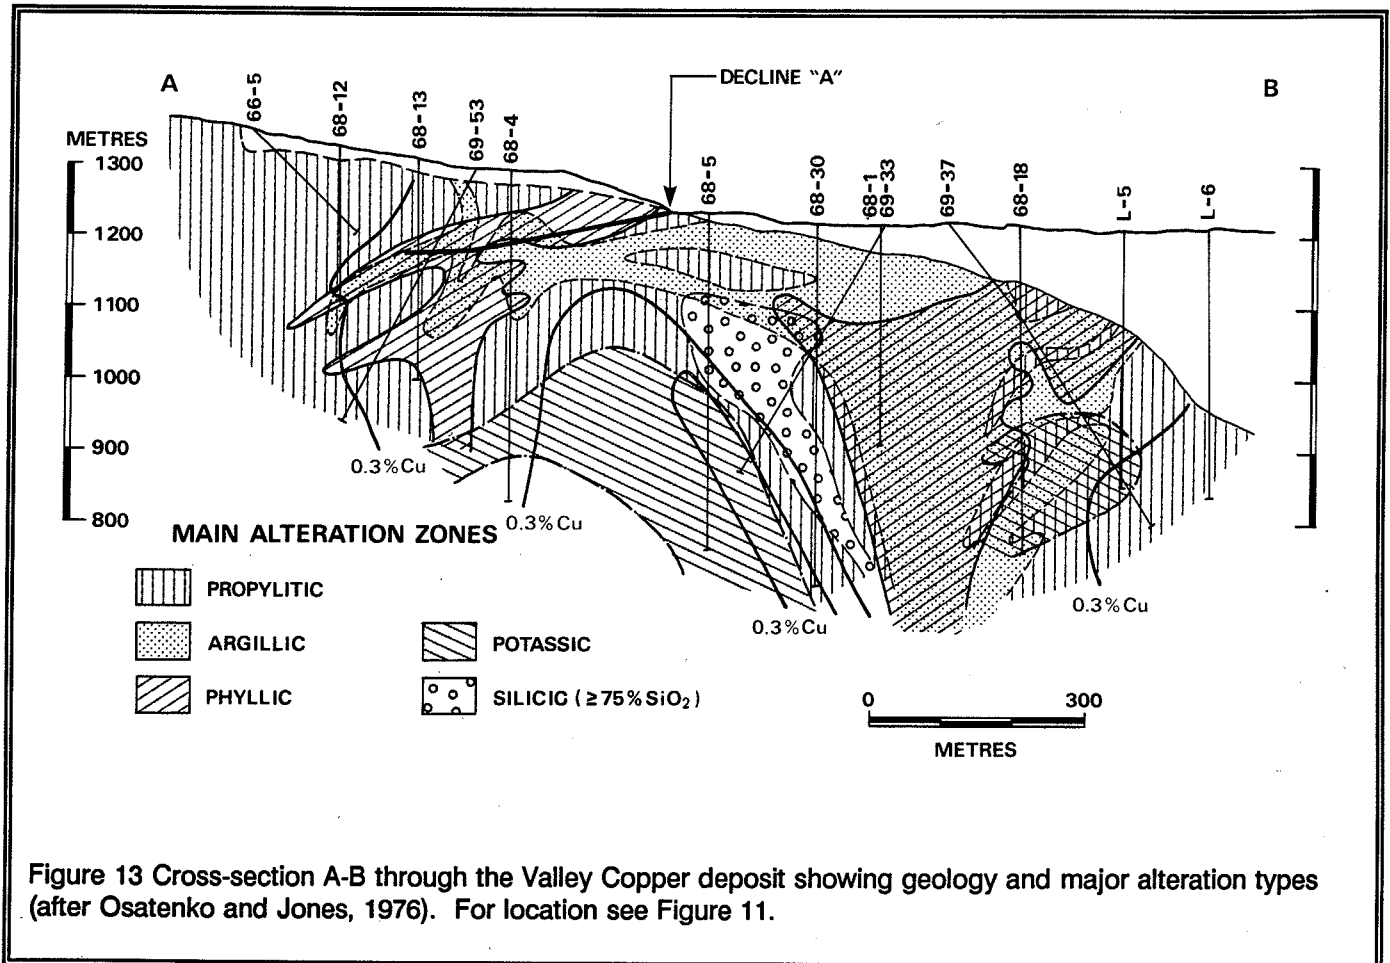 A
B
DECLINE "A"
66-5
68-12
68-13
69-53
68-4
68-5
68-30
68-1
69-33
69-37
68-18
L-5
L-6
METRES
1300
1200
1100
1000
900
800
0.3%Cu
0.3%Cu
0.3%Cu
0.3%Cu
MAIN ALTERATION ZONES
PROPYLITIC
ARGILLIC
PHYLLIC
POTASSIC
SILICIC (≥75%SiO₂)
0 300
METRES
Figure 13 Cross-section A-B through the Valley Copper deposit showing geology and major alteration types
(after Osatenko and Jones, 1976). For location see Figure 11.